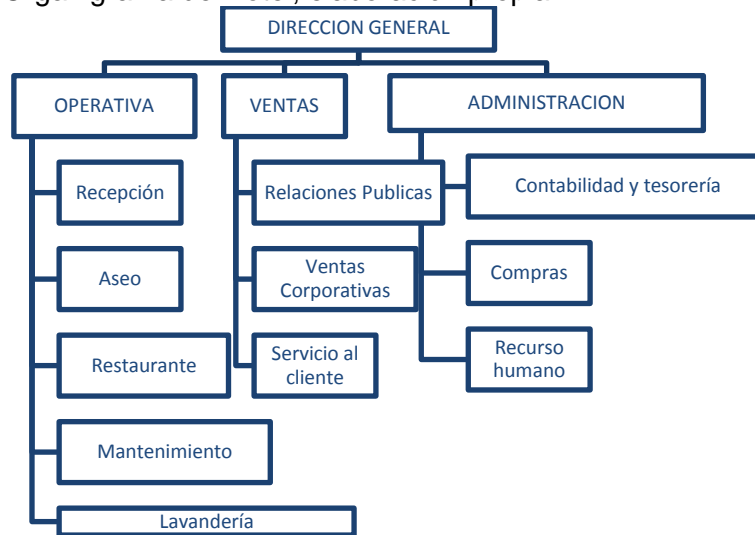 DIRECCION GENERAL
OPERATIVA
VENTAS
ADMINISTRACION
Recepción
Relaciones Publicas
Contabilidad y tesorería
Aseo
Ventas
Corporativas
Compras
Restaurante
Servicio al
cliente
Recurso
humano
Mantenimiento
Lavandería